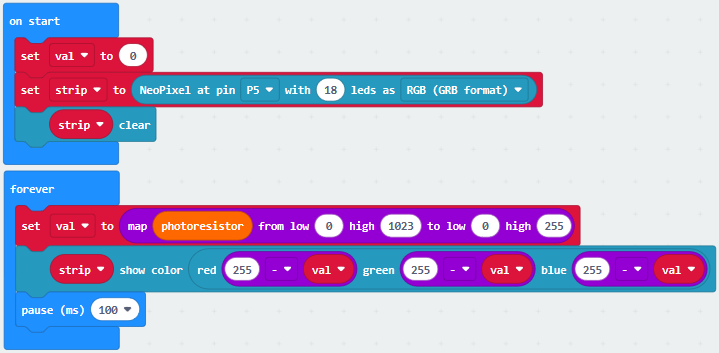 on start
set val to 0
set strip to NeoPixel at pin P5 with 18 leds as RGB (GRB format)
strip clear
forever
set val to map photoresistor from low 0 high 1023 to low 0 high 255
strip show color red 255 - val green 255 - val blue 255 - val
pause (ms) 100